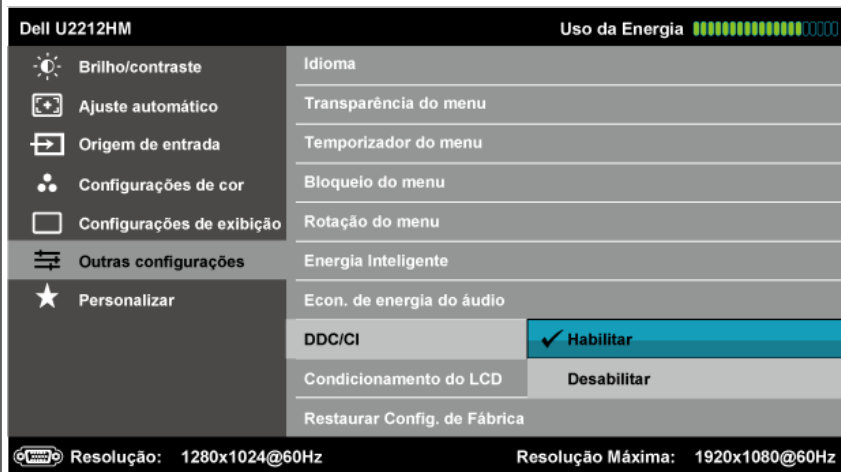 Dell U2212HM
Uso da Energia
Brilho/contraste
Ajuste automático
Origem de entrada
Configurações de cor
Configurações de exibição
Outras configurações
Personalizar
Idioma
Transparência do menu
Temporizador do menu
Bloqueio do menu
Rotação do menu
Energia Inteligente
Econ. de energia do áudio
DDC/CI
Habilitar
Desabilitar
Condicionamento do LCD
Restaurar Config. de Fábrica
Resolução: 1280x1024@60Hz
Resolução Máxima: 1920x1080@60Hz